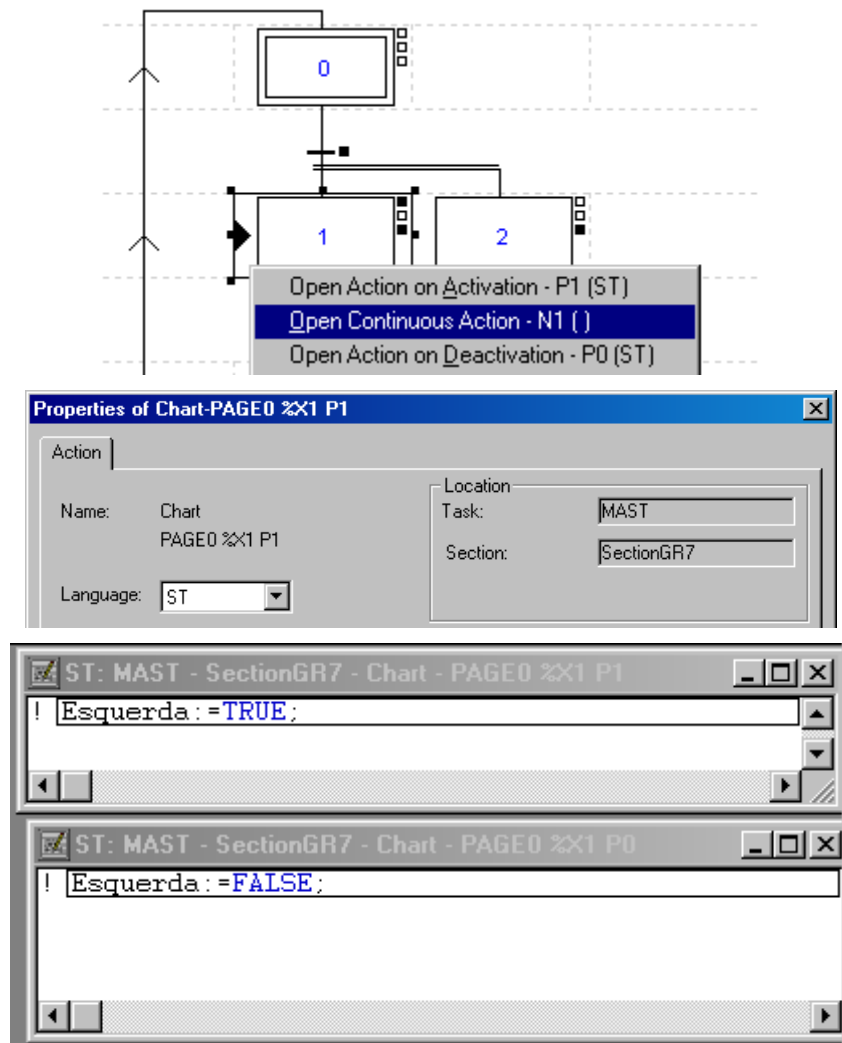 0
1 2
Open Action on Activation - P1 (ST)
Open Continuous Action - N1 ( )
Open Action on Deactivation - P0 (ST)
Properties of Chart-PAGE0 %X1 P1
Action
Location
Name: Chart
Task: MAST
PAGE0 %X1 P1
Section: SectionGR7
Language: ST
ST: MAST - SectionGR7 - Chart - PAGE0 %X1 P1
! Esquerda:=TRUE;
ST: MAST - SectionGR7 - Chart - PAGE0 %X1 P0
! Esquerda:=FALSE;